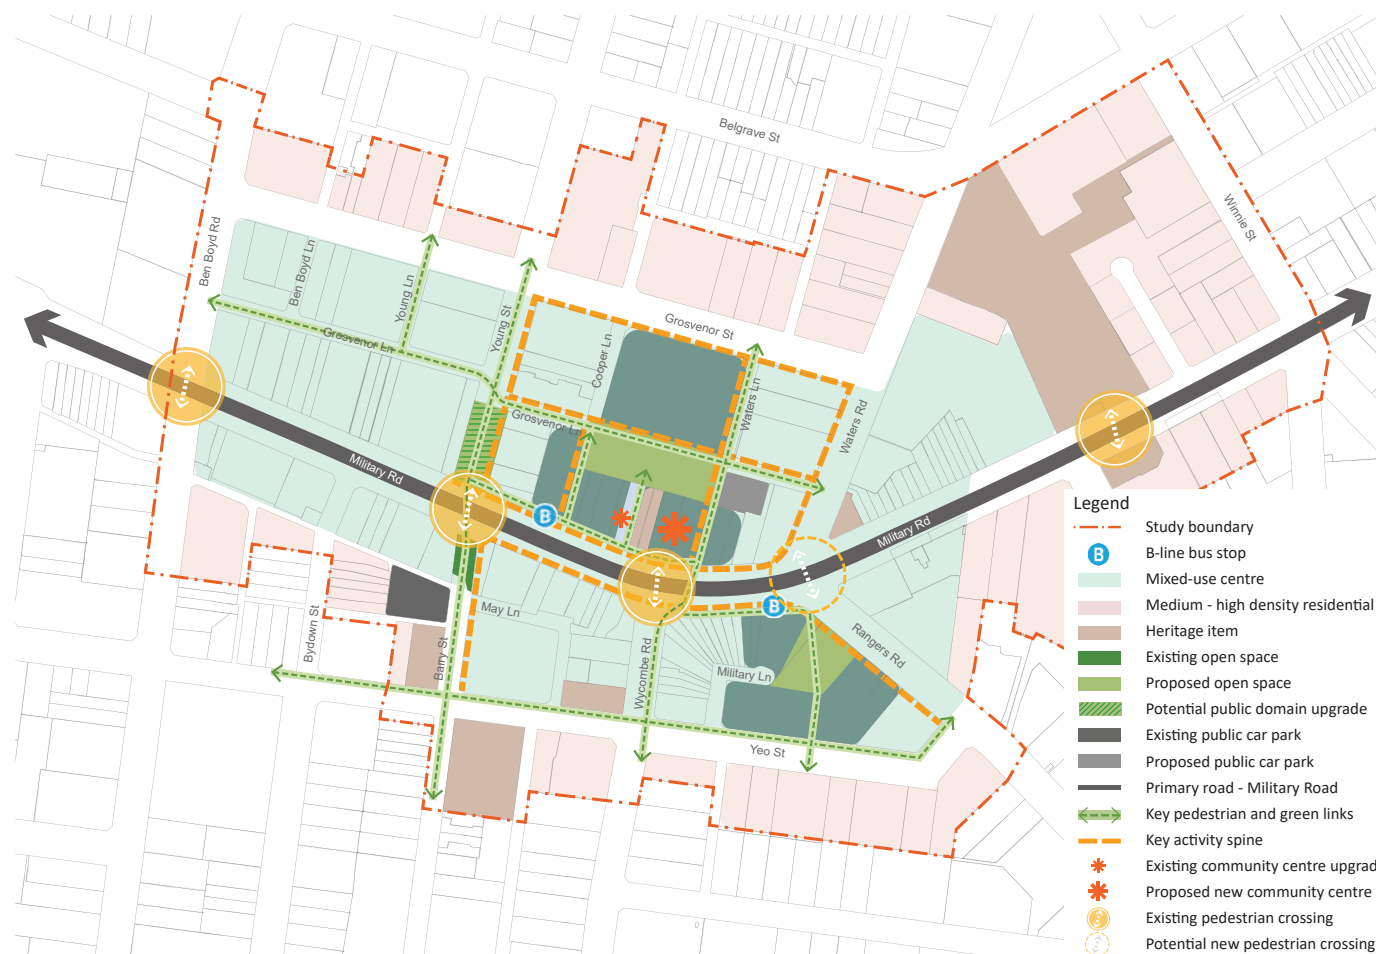 Belgrave St
Winnie St
Ben Boyd Rd
Ben Boyd Ln
Young Ln
Young St
Grosvenor Ln
Grosvenor St
Cooper Ln
Waters Ln
Waters Rd
Grosvenor Ln
Military Rd
B
Military Rd
B
May Ln
Barry St
Bydown St
Wycombe Rd
Military Ln
Rangers Rd
Yeo St
Legend
Study boundary
B
B-line bus stop
Mixed-use centre
Medium - high density residential
Heritage item
Existing open space
Proposed open space
Potential public domain upgrade
Existing public car park
Proposed public car park
Primary road - Military Road
Key pedestrian and green links
Key activity spine
Existing community centre upgrad
Proposed new community centre
Existing pedestrian crossing
Potential new pedestrian crossing